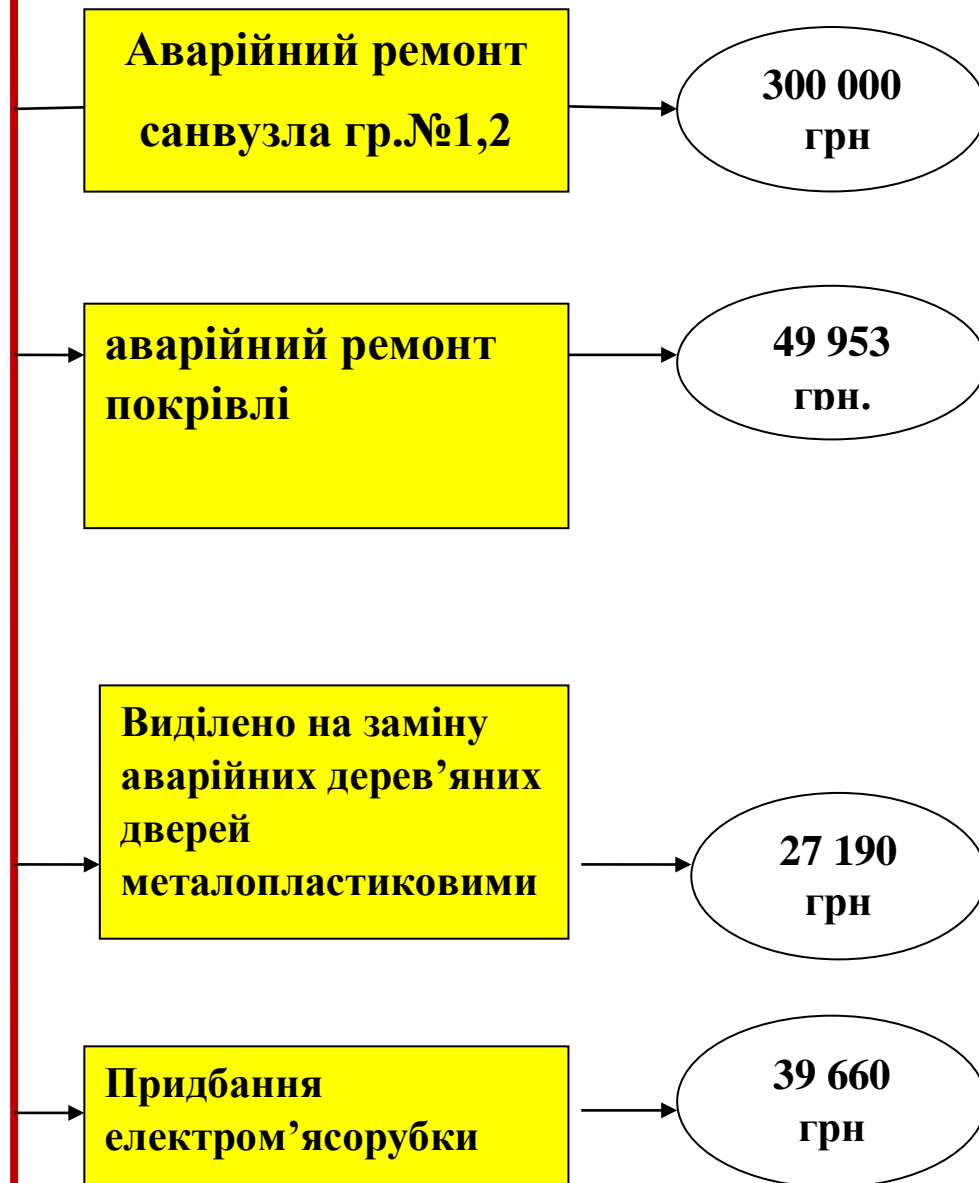 Аварійний ремонт
санвузла гр.№1,2
300 000
грн
аварійний ремонт
покрівлі
49 953
грн.
Виділено на заміну
аварійних дерев’яних
дверей
металопластиковими
27 190
грн
Придбання
електром’ясорубки
39 660
грн